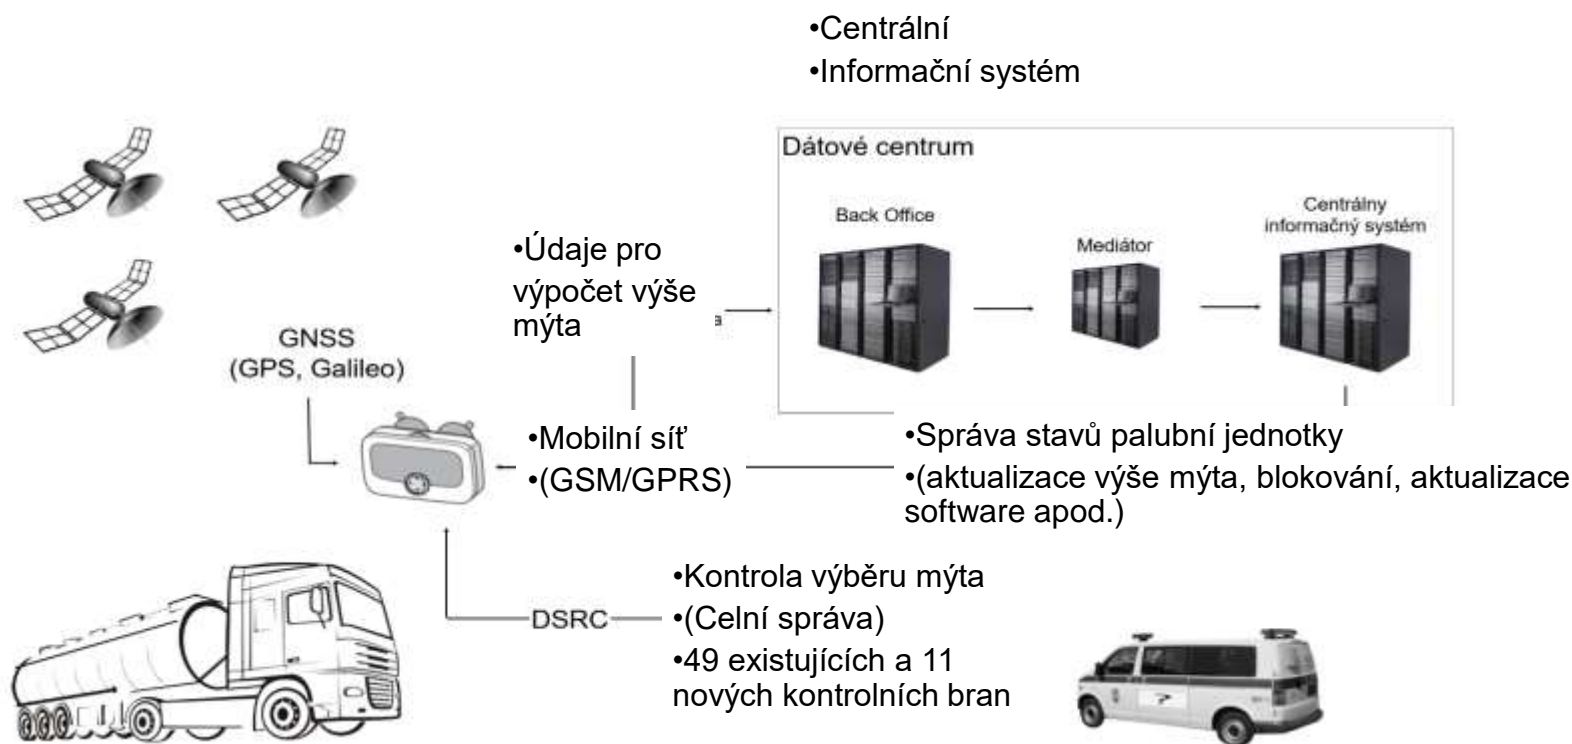 •Centrální
•Informační systém
Dátové centrum
Back Office
Mediátor
Centrálny
informačný systém
•Údaje pro
výpočet výše
mýta
GNSS
(GPS, Galileo)
•Mobilní síť
•(GSM/GPRS)
•Správa stavů palubní jednotky
•(aktualizace výše mýta, blokování, aktualizace
software apod.)
•Kontrola výběru mýta
DSRC
•(Celní správa)
•49 existujících a 11
nových kontrolních bran